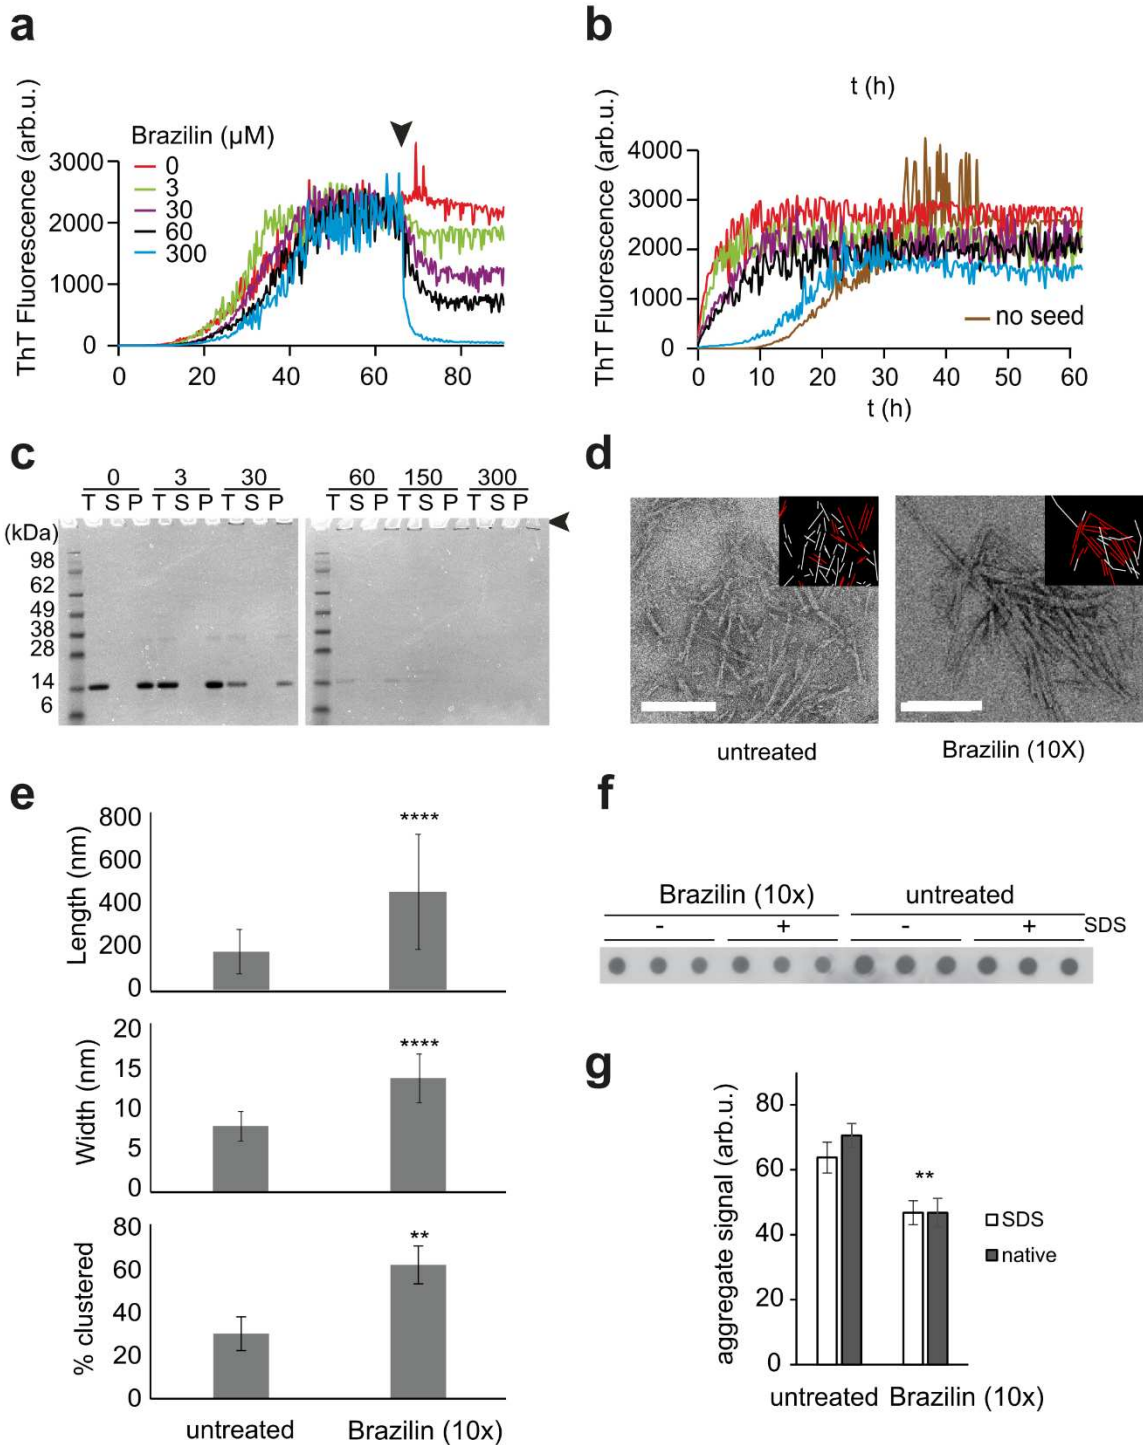 a
ThT Fluorescence (arb.u.)
Brazilin (µM)
0
3
30
60
300
3000
2000
1000
0
0 20 40 60 80
b
t (h)
ThT Fluorescence (arb.u.)
4000
3000
2000
1000
0
no seed
0 10 20 30 40 50 60
t (h)
c
0 3 30 60 150 300
T S P T S P T S P T S P T S P T S P
(kDa)
98
62
49
38
28
14
6
d
untreated Brazilin (10X)
e
Length (nm)
800
600
400
200
0
****
Width (nm)
20
15
10
5
0
****
% clustered
80
60
40
20
0
**
untreated Brazilin (10x)
f
Brazilin (10x) untreated
- + - + SDS
g
aggregate signal (arb.u.)
80
60
40
20
0
**
SDS
native
untreated Brazilin (10x)